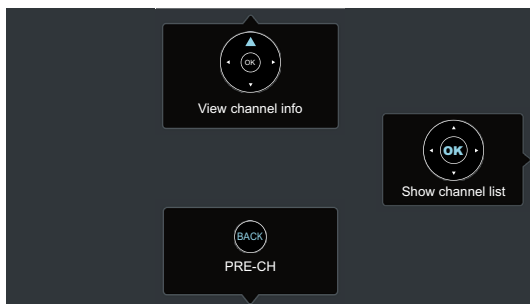 OK
View channel info
OK
Show channel list
BACK
PRE-CH